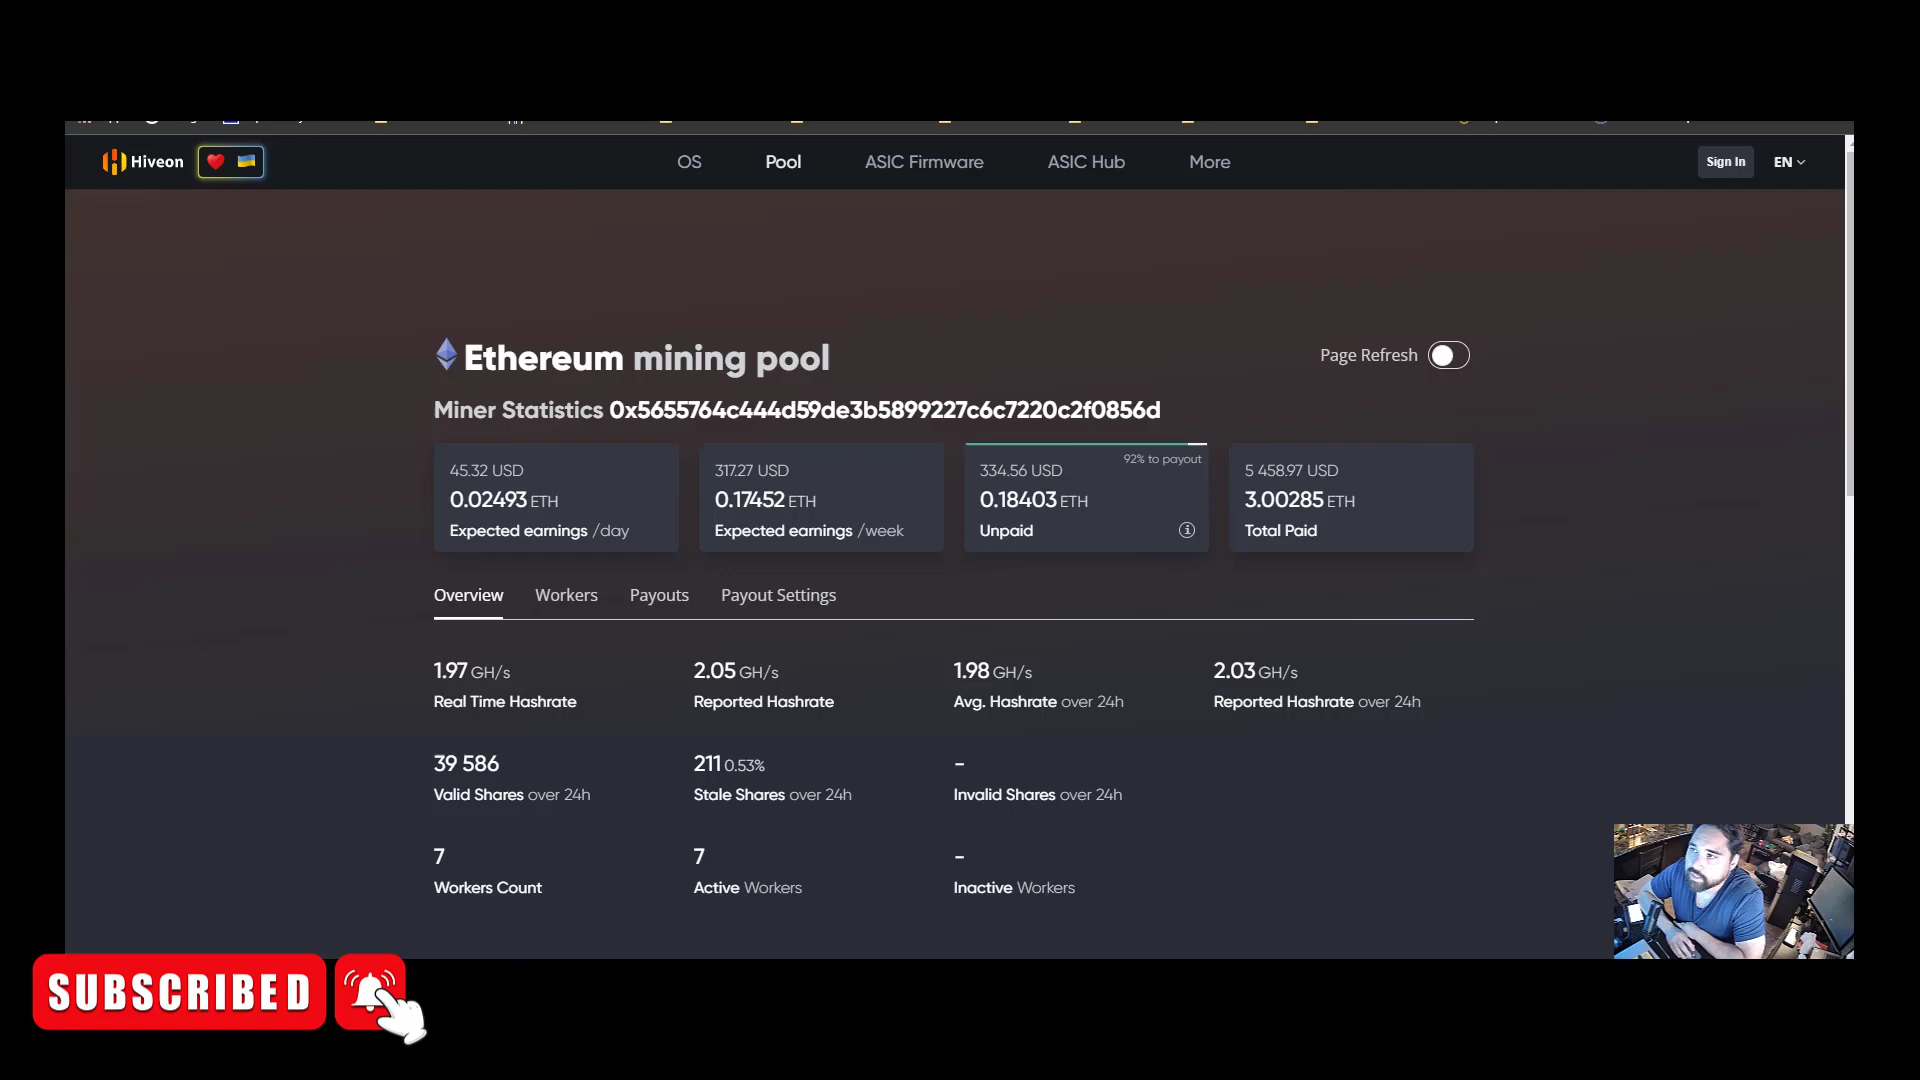 Hiveon
OS
Pool
ASIC Firmware
ASIC Hub
More
Sign In
EN
Ethereum mining pool
Page Refresh
Miner Statistics 0x5655764c444d59de3b5899227c6c7220c2f0856d
45.32 USD
0.02493 ETH
Expected earnings /day
317.27 USD
0.17452 ETH
Expected earnings /week
92% to payout
334.56 USD
0.18403 ETH
Unpaid
5 458.97 USD
3.00285 ETH
Total Paid
Overview
Workers
Payouts
Payout Settings
1.97 GH/s
Real Time Hashrate
2.05 GH/s
Reported Hashrate
1.98 GH/s
Avg. Hashrate over 24h
2.03 GH/s
Reported Hashrate over 24h
39 586
Valid Shares over 24h
211 0.53%
Stale Shares over 24h
-
Invalid Shares over 24h
7
Workers Count
7
Active Workers
-
Inactive Workers
SUBSCRIBED